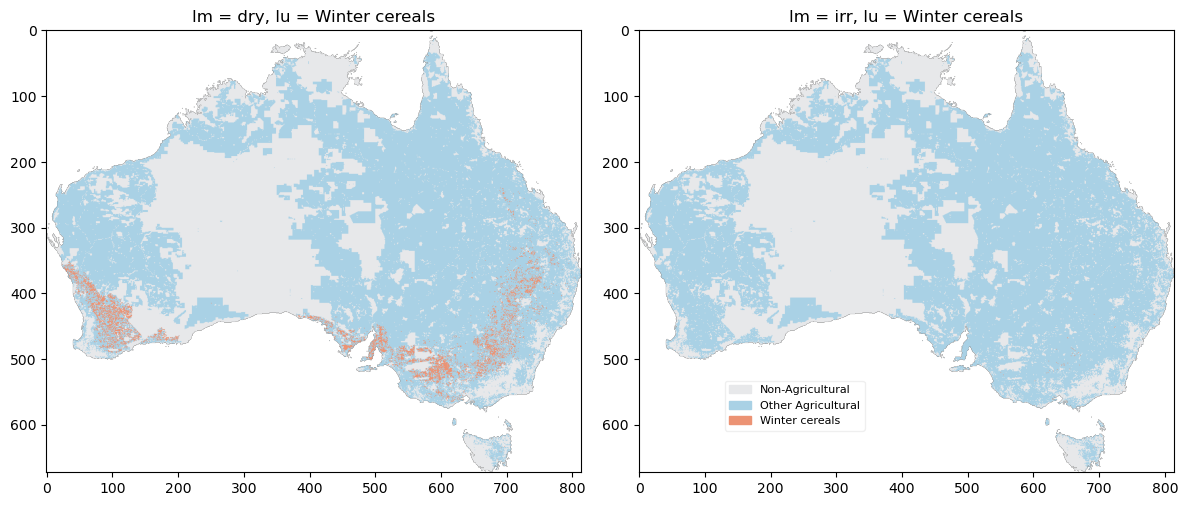 lm = dry, lu = Winter cereals
lm = irr, lu = Winter cereals
0
100
200
300
400
500
600
0 100 200 300 400 500 600 700 800
0
100
200
300
400
500
600
0 100 200 300 400 500 600 700 800
Non-Agricultural
Other Agricultural
Winter cereals